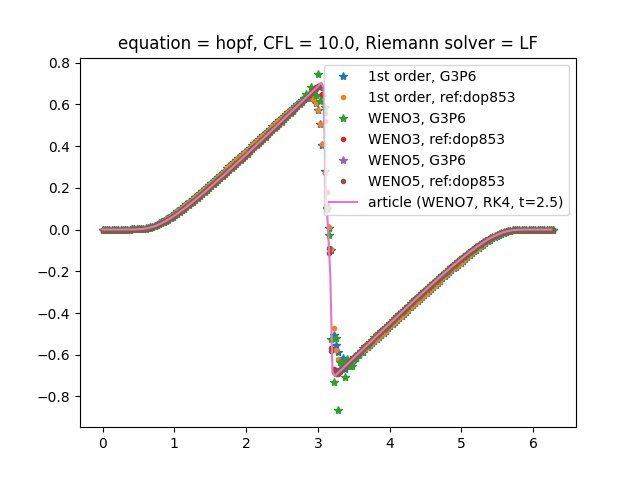 equation = hopf, CFL = 10.0, Riemann solver = LF
0.8
0.6
0.4
0.2
0.0
−0.2
−0.4
−0.6
−0.8
1st order, G3P6
1st order, ref:dop853
WENO3, G3P6
WENO3, ref:dop853
WENO5, G3P6
WENO5, ref:dop853
article (WENO7, RK4, t=2.5)
0 1 2 3 4 5 6